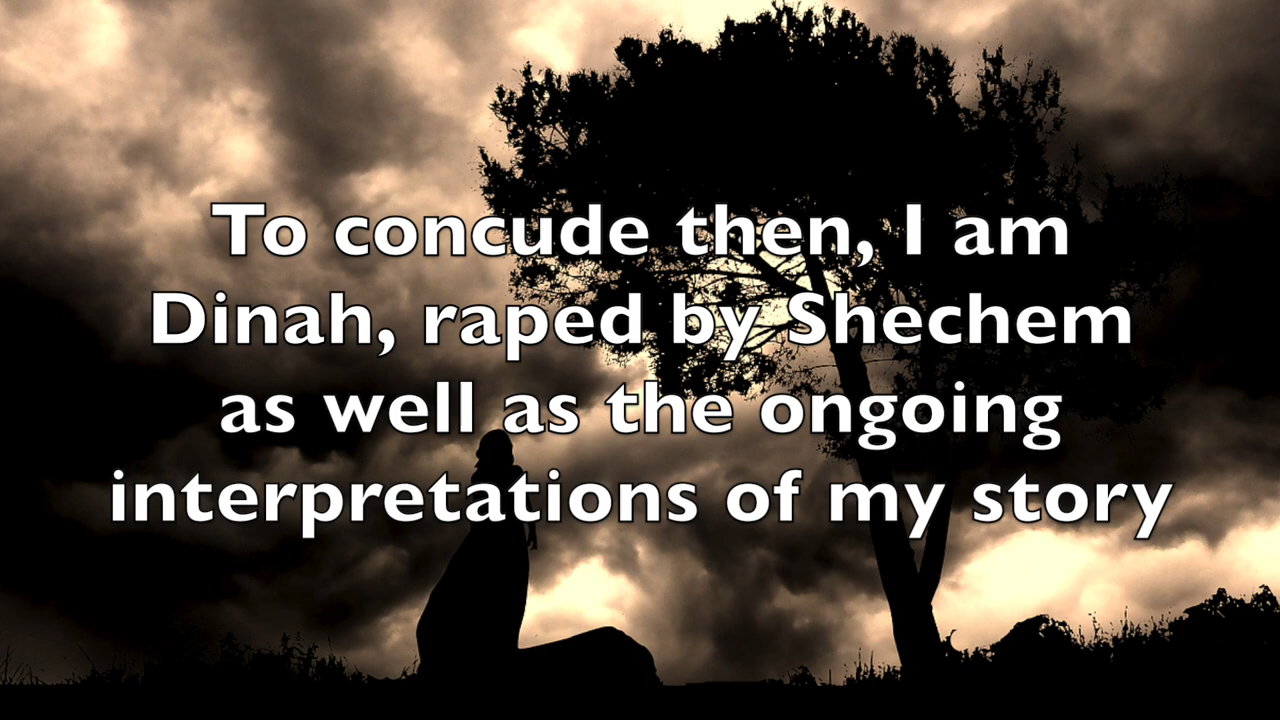 To concude then, I am
Dinah, raped by Shechem
as well as the ongoing
interpretations of my story